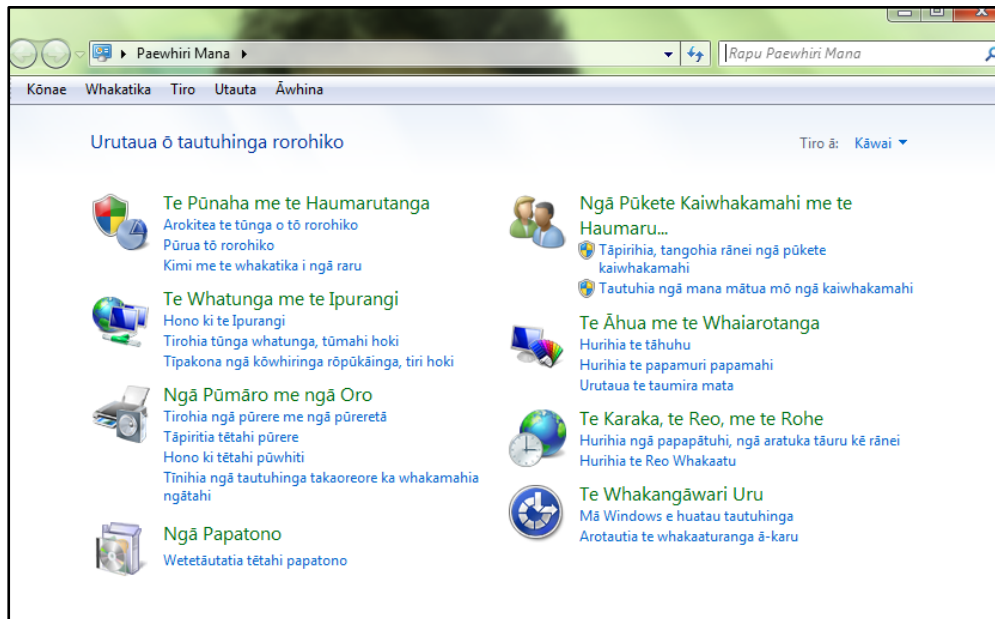 Paewhiri Mana
Rapu Paewhiri Mana
Kōnae Whakatika Tiro Utauta Āwhina
Urutaua ō tautuhinga rorohiko
Tiro ā: Kāwai
Te Pūnaha me te Haumarutanga
Arokitea te tūnga o tō rorohiko
Pūrua tō rorohiko
Kimi me te whakatika i ngā raru
Te Whatunga me te Ipurangi
Hono ki te Ipurangi
Tirohia tūnga whatunga, tūmahi hoki
Tīpakona ngā kōwhiringa rōpūkāinga, tiri hoki
Ngā Pūmāro me ngā Oro
Tirohia ngā pūrere me ngā pūreretā
Tāpiritia tētahi pūrere
Hono ki tētahi pūwhiti
Tīnihia ngā tautuhinga takaoreore ka whakamahia
ngātahi
Ngā Papatono
Wetetāutatia tētahi papatono
Ngā Pūkete Kaiwhakamahi me te
Haumaru...
Tāpirihia, tangohia rānei ngā pūkete
kaiwhakamahi
Tautuhia ngā mana mātua mō ngā kaiwhakamahi
Te Āhua me te Whaiarotanga
Hurihia te tāhuhu
Hurihia te papamuri papamahi
Urutaua te taumira mata
Te Karaka, te Reo, me te Rohe
Hurihia ngā papapātuhi, ngā aratuka tāuru kē rānei
Hurihia te Reo Whakaatu
Te Whakangāwari Uru
Mā Windows e huatau tautuhinga
Arotautia te whakaaturanga ā-karu